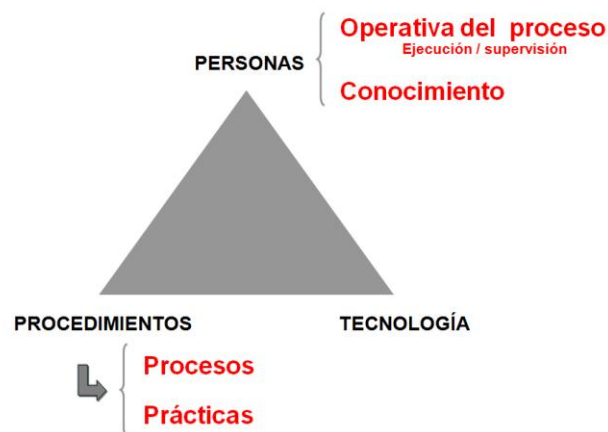 Operativa del proceso
Ejecución / supervisión
PERSONAS
Conocimiento
PROCEDIMIENTOS
TECNOLOGÍA
Procesos
Prácticas